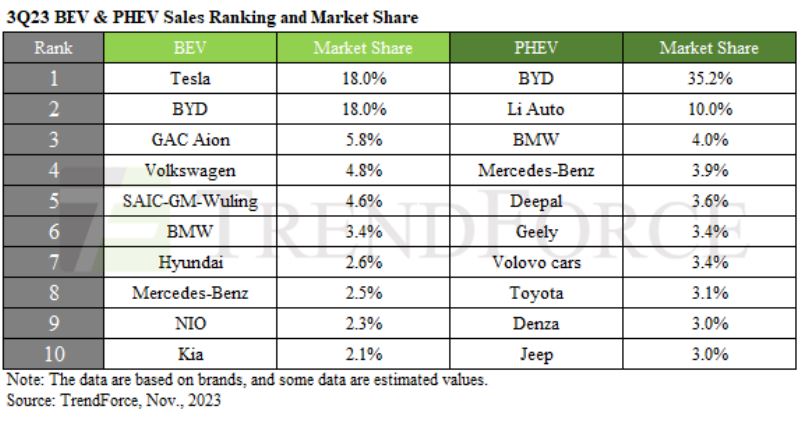 3Q23 BEV & PHEV Sales Ranking and Market Share
Rank BEV Market Share PHEV Market Share
1 Tesla 18.0% BYD 35.2%
2 BYD 18.0% Li Auto 10.0%
3 GAC Aion 5.8% BMW 4.0%
4 Volkswagen 4.8% Mercedes-Benz 3.9%
5 SAIC-GM-Wuling 4.6% Deepal 3.6%
6 BMW 3.4% Geely 3.4%
7 Hyundai 2.6% Volovo cars 3.4%
8 Mercedes-Benz 2.5% Toyota 3.1%
9 NIO 2.3% Denza 3.0%
10 Kia 2.1% Jeep 3.0%
TRENDFORCE
Note: The data are based on brands, and some data are estimated values.
Source: TrendForce, Nov., 2023